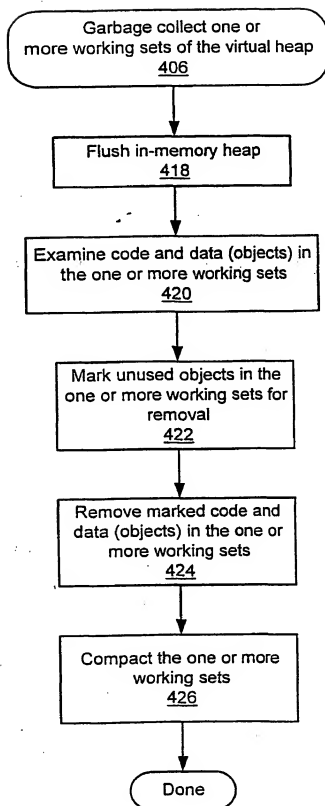 Garbage collect one or
more working sets of the virtual heap
406
Flush in-memory heap
418
Examine code and data (objects) in
the one or more working sets
420
Mark unused objects in the
one or more working sets for
removal
422
Remove marked code and
data (objects) in the one or
more working sets
424
Compact the one or more
working sets
426
Done